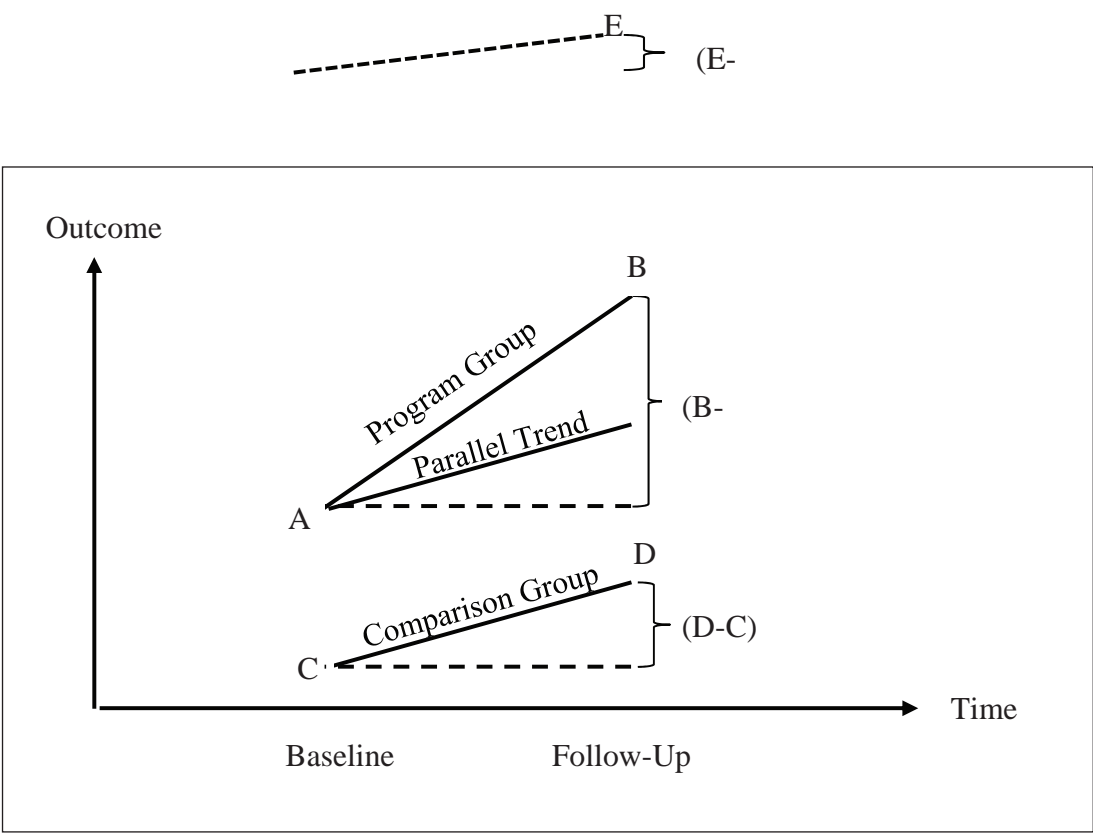 E
(E-
Outcome
B
Program Group
(B-
Parallel Trend
A
D
Comparison Group
(D-C)
C
Time
Baseline Follow-Up